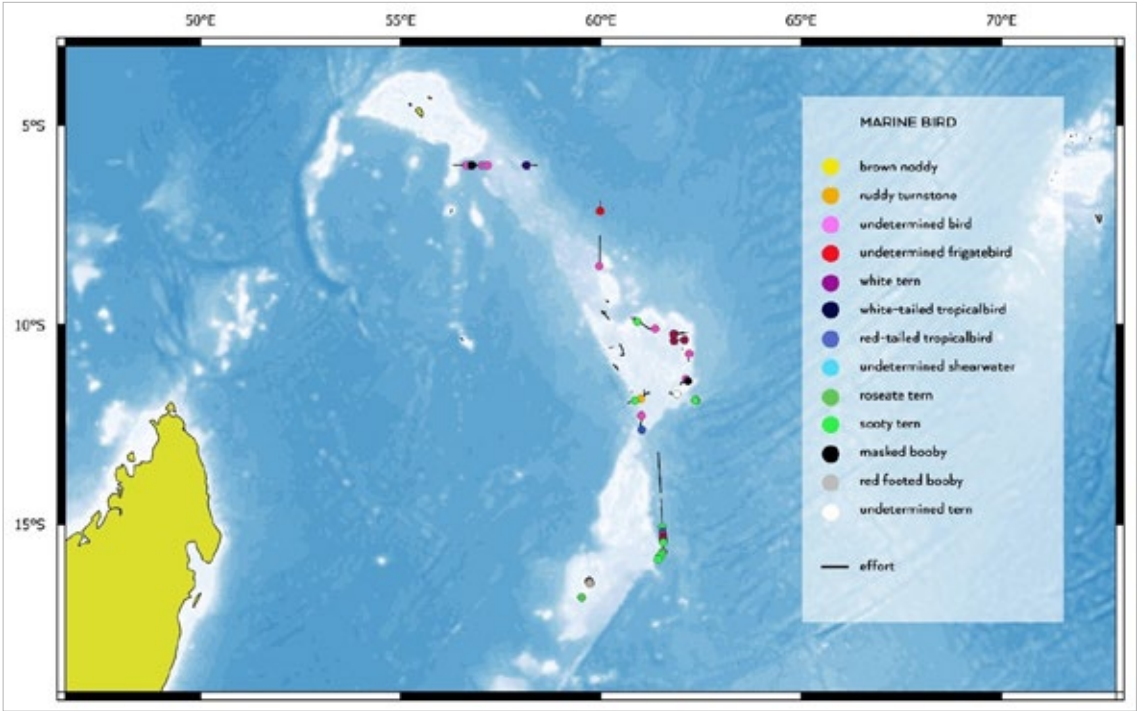 50°E 55°E 60°E 65°E 70°E
5°S
10°S
15°S
MARINE BIRD
brown noddy
ruddy turnstone
undetermined bird
undetermined frigatebird
white tern
white-tailed tropicalbird
red-tailed tropicalbird
undetermined shearwater
roseate tern
sooty tern
masked booby
red footed booby
undetermined tern
effort